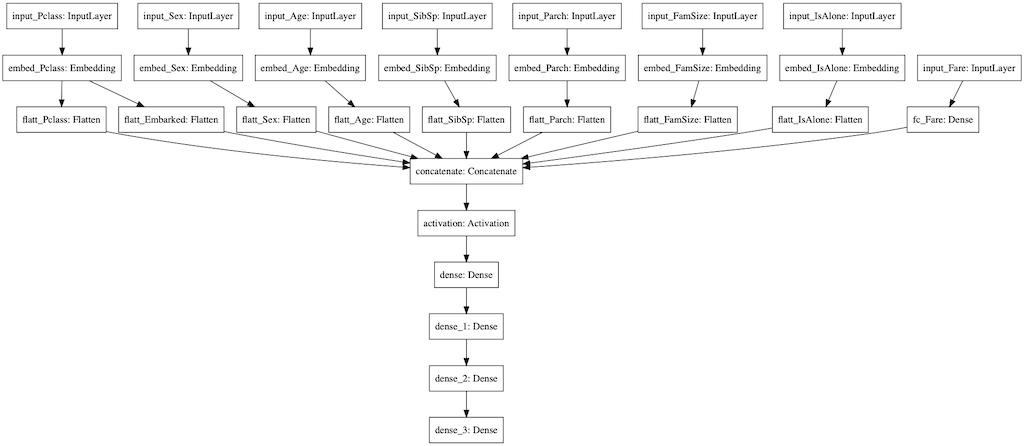 input_Pclass: InputLayer
input_Sex: InputLayer
input_Age: InputLayer
input_SibSp: InputLayer
input_Parch: InputLayer
input_FamSize: InputLayer
input_IsAlone: InputLayer
embed_Pclass: Embedding
embed_Sex: Embedding
embed_Age: Embedding
embed_SibSp: Embedding
embed_Parch: Embedding
embed_FamSize: Embedding
embed_IsAlone: Embedding
input_Fare: InputLayer
flatt_Pclass: Flatten
flatt_Embarked: Flatten
flatt_Sex: Flatten
flatt_Age: Flatten
flatt_SibSp: Flatten
flatt_Parch: Flatten
flatt_FamSize: Flatten
flatt_IsAlone: Flatten
fc_Fare: Dense
concatenate: Concatenate
activation: Activation
dense: Dense
dense_1: Dense
dense_2: Dense
dense_3: Dense